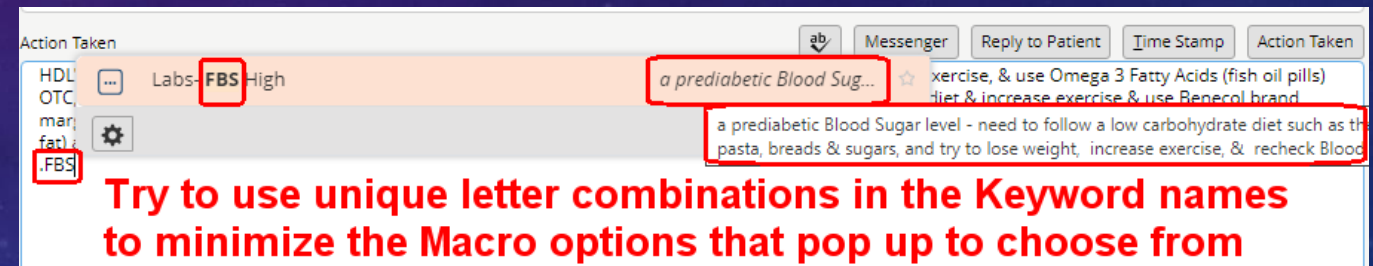 Action Taken
Messenger
Reply to Patient
Time Stamp
Action Taken
HDL
xercise, & use Omega 3 Fatty Acids (fish oil pills)
OTC,
diet & increase exercise & use Benecol brand
mar
fat)
.FBS
Labs-FBS High
a prediabetic Blood Sug...
a prediabetic Blood Sugar level - need to follow a low carbohydrate diet such as th
pasta, breads & sugars, and try to lose weight, increase exercise, & recheck Blood
Try to use unique letter combinations in the Keyword names
to minimize the Macro options that pop up to choose from